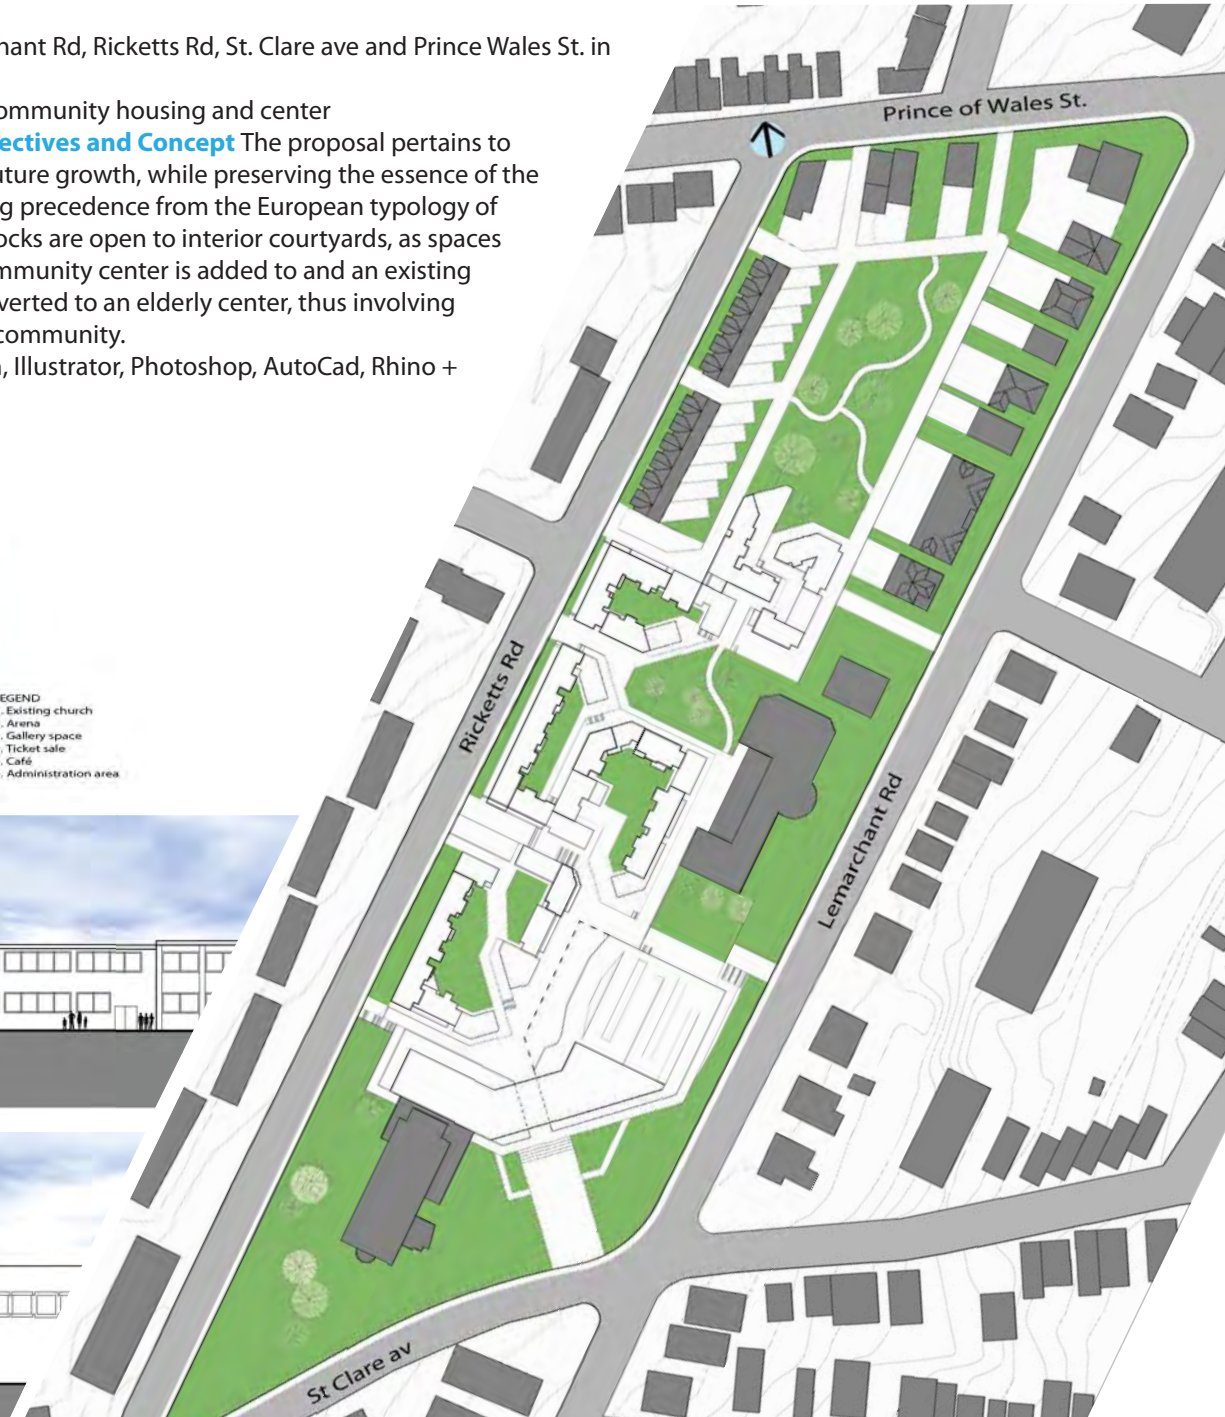 hant Rd, Ricketts Rd, St. Clare ave and Prince Wales St. in
ommunity housing and center
ectives and Concept The proposal pertains to
uture growth, while preserving the essence of the
g precedence from the European typology of
ocks are open to interior courtyards, as spaces
mmunity center is added to and an existing
verted to an elderly center, thus involving
community.
, Illustrator, Photoshop, AutoCad, Rhino +
Prince of Wales St.
Ricketts Rd
EGEND
. Existing church
. Arena
. Gallery space
. Ticket sale
. Café
. Administration area
Lemarchant Rd
St Clare av